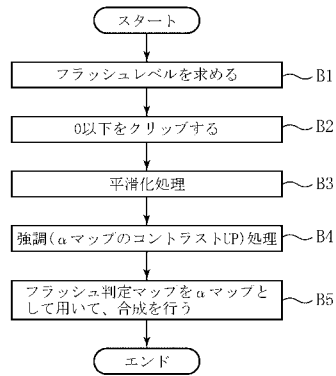 スタート
フラッシュレベルを求める B1
0以下をクリップする B2
平滑化処理 B3
強調(αマップのコントラストUP)処理 B4
フラッシュ判定マップをαマップと
して用いて、合成を行う B5
エンド